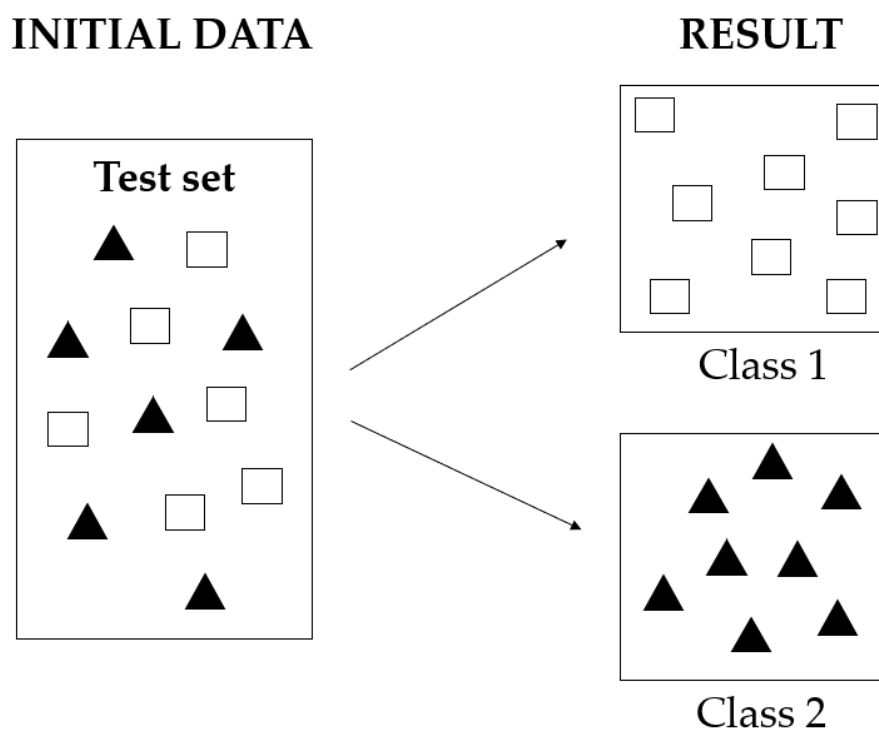 INITIAL DATA
RESULT
Test set
Class 1
Class 2